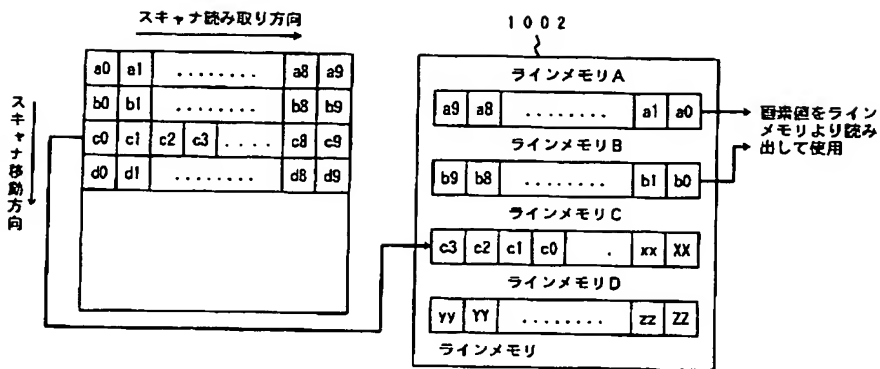 スキャナ読み取り方向
スキャナ移動方向
a0 a1 ........ a8 a9
b0 b1 ........ b8 b9
c0 c1 c2 c3 .... c8 c9
d0 d1 ........ d8 d9
1002
ラインメモリA
a9 a8 ........ a1 a0
ラインメモリB
b9 b8 ........ b1 b0
ラインメモリC
c3 c2 c1 c0 . xx XX
ラインメモリD
yy YY ........ zz ZZ
ラインメモリ
画素値をライン
メモリより読み
出して使用